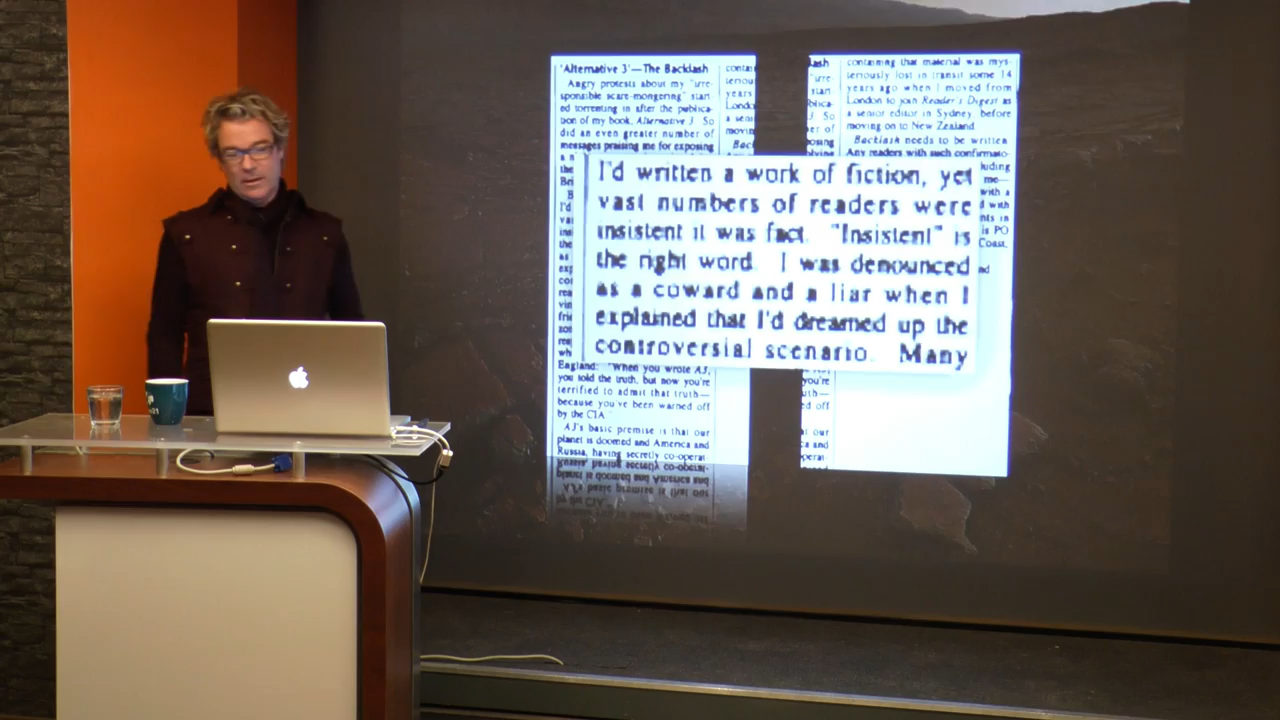 'Alternative 3'—The Backlash
Angry protests about my "irre-
sponsible scare-mongering" start
ed torrenting in after the publica-
tion of my book, Alternative 3 So
did an even greater number of
messages praising me for exposing
England: "When you wrote A3,
you told the truth, but now you're
terrified to admit that truth—
because you've been warned off
by the CIA"
A3's basic premise is that our
planet is doomed and America and
Russia, having secretly co-operat-
I'd written a work of fiction, yet
vast numbers of readers were
insistent it was fact. "Insistent" is
the right word. I was denounced
as a coward and a liar when I
explained that I'd dreamed up the
controversial scenario. Many
containing that material was mys-
teriously lost in transit some 14
years ago when I moved from
London to join Reader's Digest as
a senior editor in Sydney, before
moving on to New Zealand
Backlash needs to be written
Any readers with such confirmato-